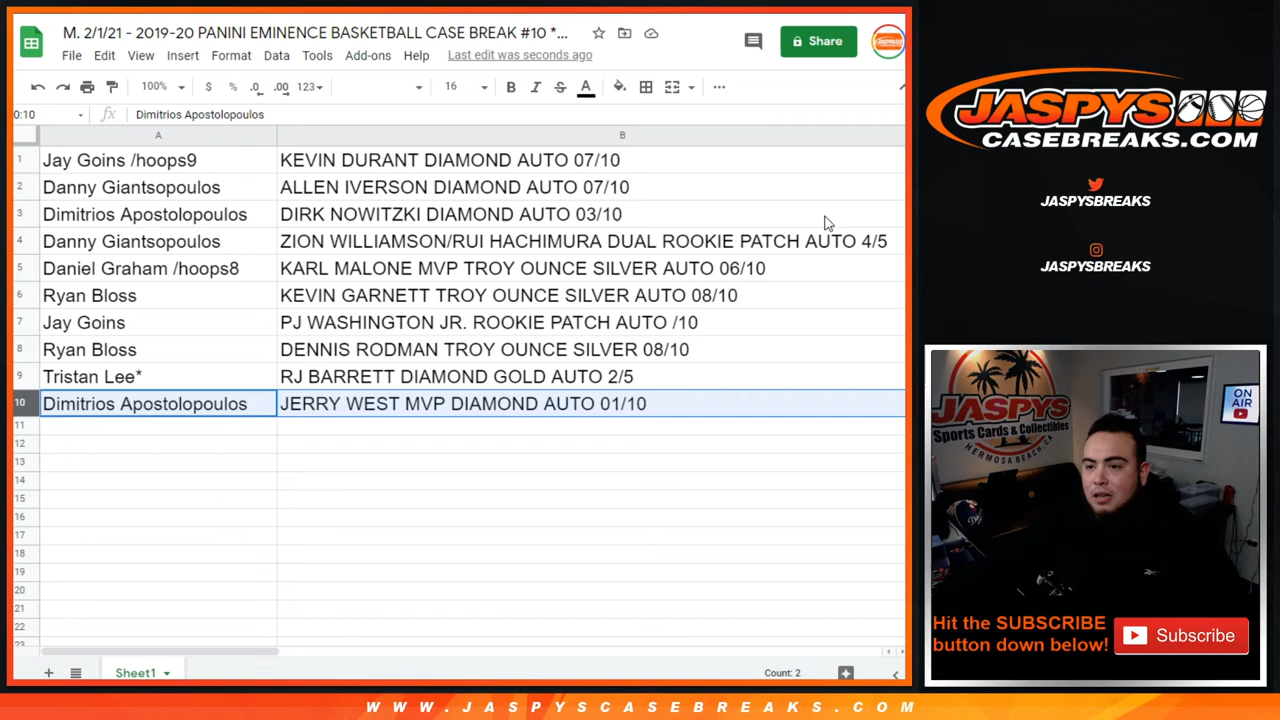 M. 2/1/21 - 2019-20 PANINI EMINENCE BASKETBALL CASE BREAK #10 *...
Share
File Edit View Insert Format Data Tools Add-ons Help Last edit was seconds ago
100% $ % .0 .00 123 16 B I S A
0:10 fx Dimitrios Apostolopoulos
A B
1 Jay Goins /hoops9 KEVIN DURANT DIAMOND AUTO 07/10
2 Danny Giantsopoulos ALLEN IVERSON DIAMOND AUTO 07/10
3 Dimitrios Apostolopoulos DIRK NOWITZKI DIAMOND AUTO 03/10
4 Danny Giantsopoulos ZION WILLIAMSON/RUI HACHIMURA DUAL ROOKIE PATCH AUTO 4/5
5 Daniel Graham /hoops8 KARL MALONE MVP TROY OUNCE SILVER AUTO 06/10
6 Ryan Bloss KEVIN GARNETT TROY OUNCE SILVER AUTO 08/10
7 Jay Goins PJ WASHINGTON JR. ROOKIE PATCH AUTO /10
8 Ryan Bloss DENNIS RODMAN TROY OUNCE SILVER 08/10
9 Tristan Lee* RJ BARRETT DIAMOND GOLD AUTO 2/5
10 Dimitrios Apostolopoulos JERRY WEST MVP DIAMOND AUTO 01/10
11
12
13
14
15
16
17
18
19
20
21
22
23
Sheet1
Count: 2
JASPYS
CASEBREAKS.COM
JASPYSBREAKS
JASPYSBREAKS
JASPYS
Sports Cards & Collectibles
HERMOSA BEACH, CA
ON
AIR
Hit the SUBSCRIBE
button down below!
Subscribe
WWW.JASPYSCASEBREAKS.COM